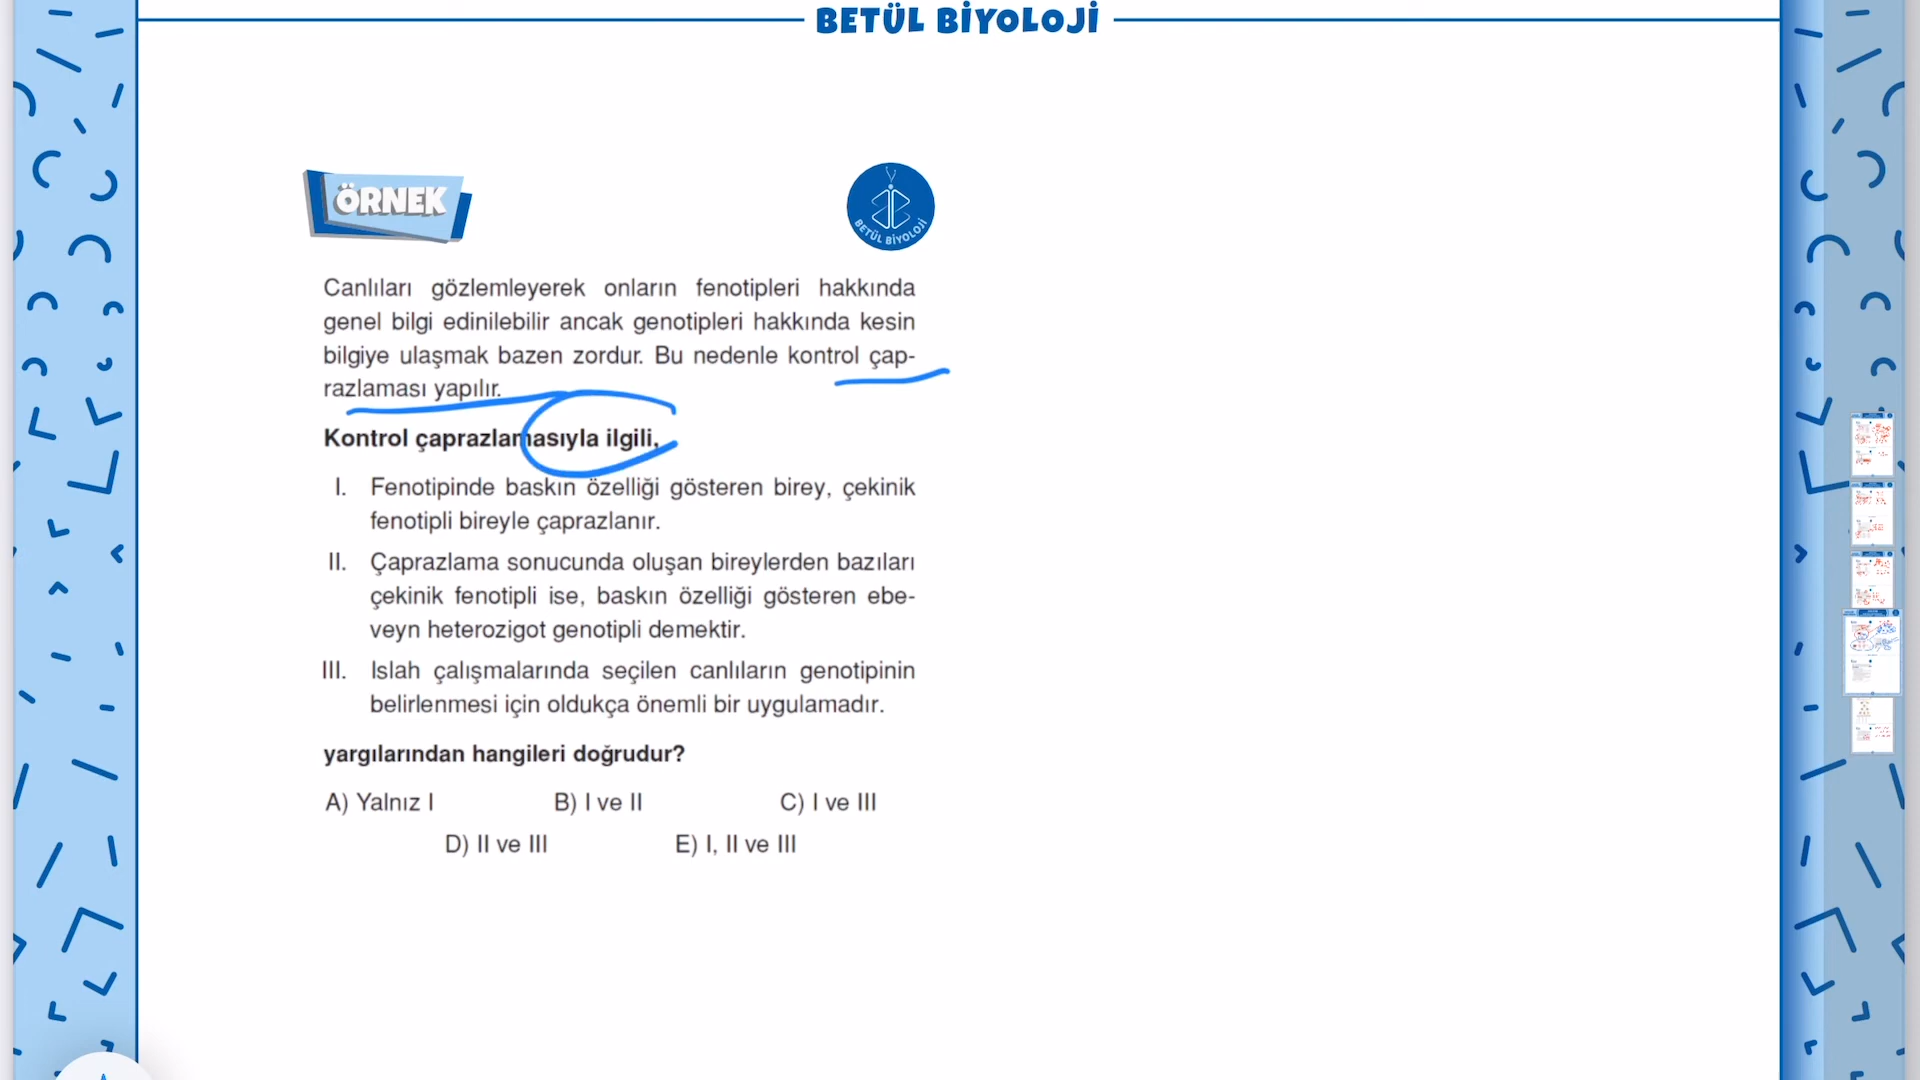 BETÜL BİYOLOJİ
ÖRNEK
BETÜL BİYOLOJİ
Canlıları gözlemleyerek onların fenotipleri hakkında
genel bilgi edinilebilir ancak genotipleri hakkında kesin
bilgiye ulaşmak bazen zordur. Bu nedenle kontrol çap-
razlaması yapılır.
Kontrol çaprazlamasıyla ilgili,
I. Fenotipinde baskın özelliği gösteren birey, çekinik
fenotipli bireyle çaprazlanır.
II. Çaprazlama sonucunda oluşan bireylerden bazıları
çekinik fenotipli ise, baskın özelliği gösteren ebe-
veyn heterozigot genotipli demektir.
III. Islah çalışmalarında seçilen canlıların genotipinin
belirlenmesi için oldukça önemli bir uygulamadır.
yargılarından hangileri doğrudur?
A) Yalnız I B) I ve II C) I ve III
D) II ve III E) I, II ve III